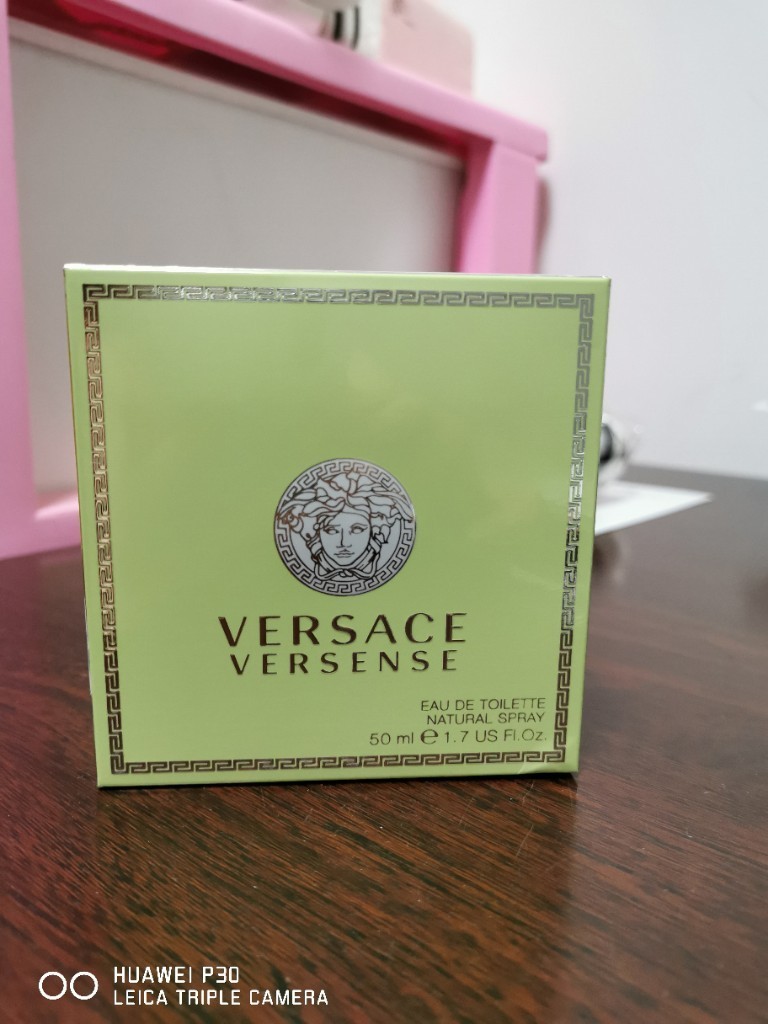 VERSACE
VERSENSE
EAU DE TOILETTE
NATURAL SPRAY
50 ml e 1.7 US Fl.Oz.
HUAWEI P30
LEICA TRIPLE CAMERA